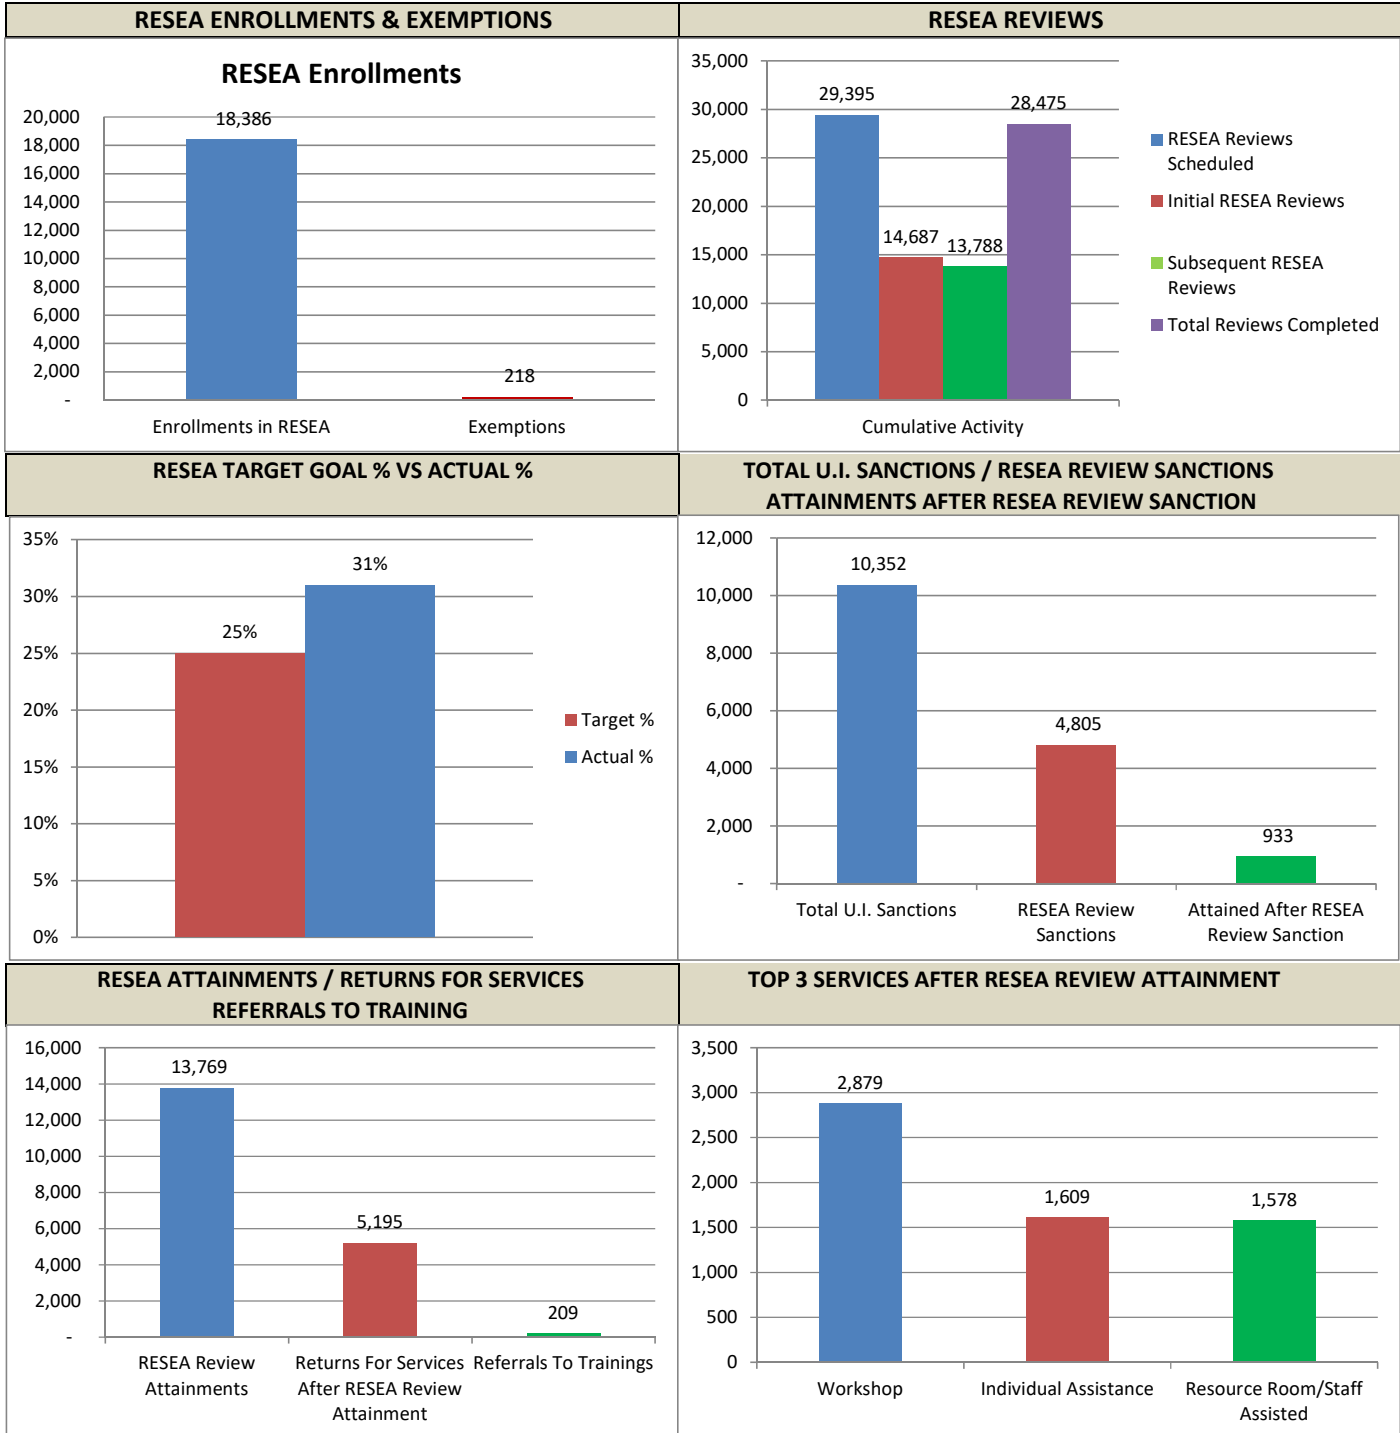 RESEA ENROLLMENTS & EXEMPTIONS
RESEA Enrollments
20,000
18,000
16,000
14,000
12,000
10,000
8,000
6,000
4,000
2,000
-
18,386
218
Enrollments in RESEA
Exemptions
RESEA REVIEWS
35,000
30,000
25,000
20,000
15,000
10,000
5,000
0
29,395
14,687
13,788
28,475
Cumulative Activity
RESEA Reviews
Scheduled
Initial RESEA Reviews
Subsequent RESEA
Reviews
Total Reviews Completed
RESEA TARGET GOAL % VS ACTUAL %
35%
30%
25%
20%
15%
10%
5%
0%
25%
31%
Target %
Actual %
TOTAL U.I. SANCTIONS / RESEA REVIEW SANCTIONS
ATTAINMENTS AFTER RESEA REVIEW SANCTION
12,000
10,000
8,000
6,000
4,000
2,000
-
10,352
4,805
933
Total U.I. Sanctions
RESEA Review
Sanctions
Attained After RESEA
Review Sanction
RESEA ATTAINMENTS / RETURNS FOR SERVICES
REFERRALS TO TRAINING
16,000
14,000
12,000
10,000
8,000
6,000
4,000
2,000
-
13,769
5,195
209
RESEA Review
Attainments
Returns For Services
After RESEA Review
Attainment
Referrals To Trainings
TOP 3 SERVICES AFTER RESEA REVIEW ATTAINMENT
3,500
3,000
2,500
2,000
1,500
1,000
500
0
2,879
1,609
1,578
Workshop
Individual Assistance
Resource Room/Staff
Assisted